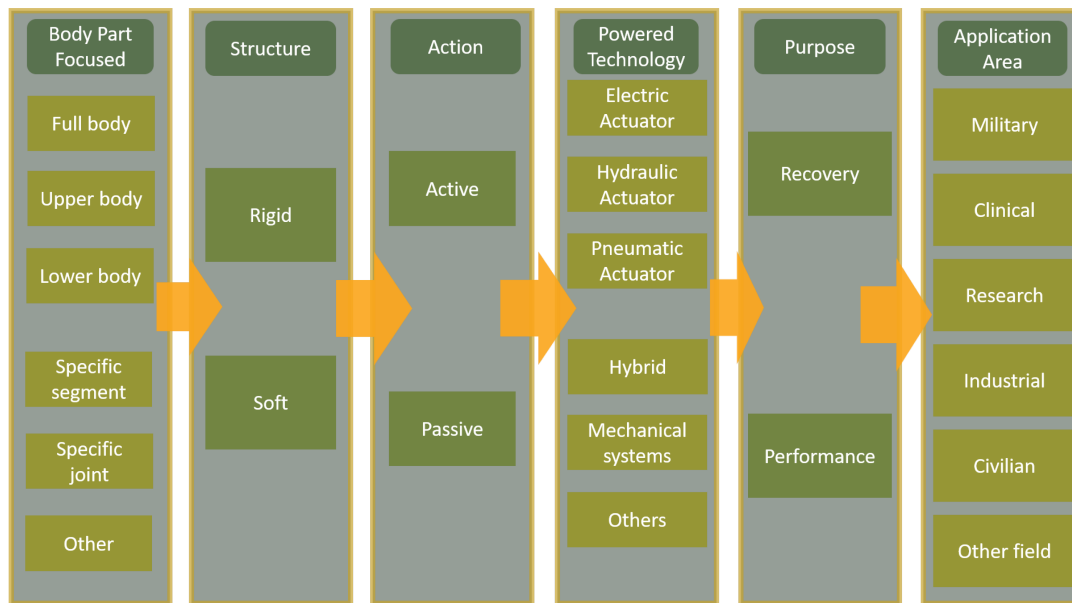 Body Part
Focused
Full body
Upper body
Lower body
Specific
segment
Specific
joint
Other
Structure
Rigid
Soft
Action
Active
Passive
Powered
Technology
Electric
Actuator
Hydraulic
Actuator
Pneumatic
Actuator
Hybrid
Mechanical
systems
Others
Purpose
Recovery
Performance
Application
Area
Military
Clinical
Research
Industrial
Civilian
Other field